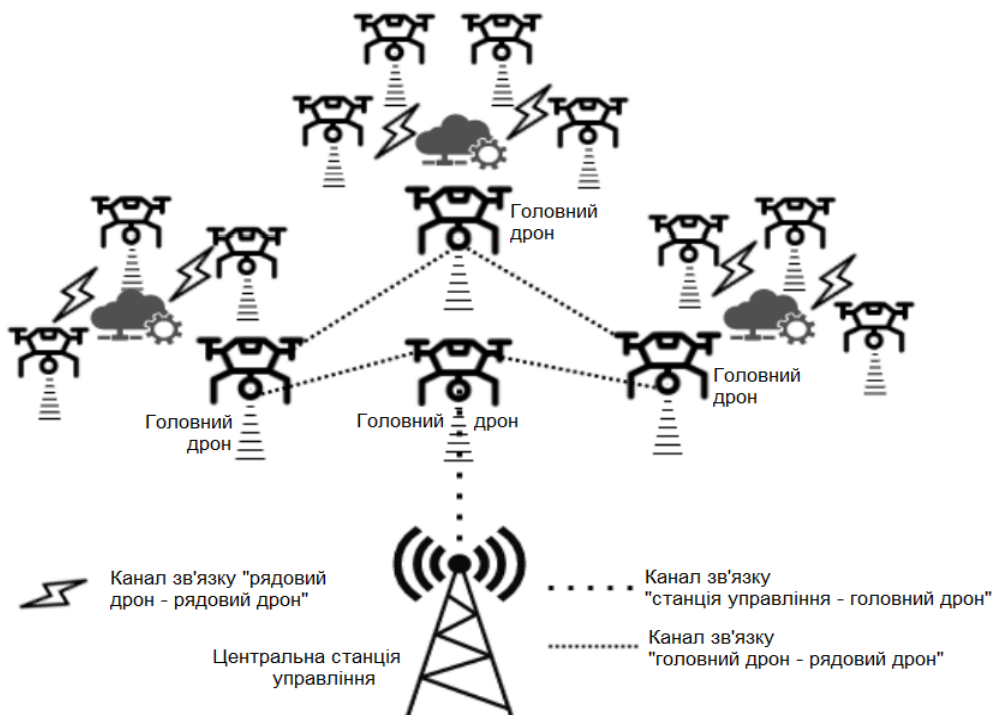 Головний
дрон
Головний
дрон
Головний
дрон
Головний дрон
Канал зв'язку "рядовий
дрон - рядовий дрон"
Центральна станція
управління
Канал зв'язку
"станція управління - головний дрон"
Канал зв'язку
"головний дрон - рядовий дрон"